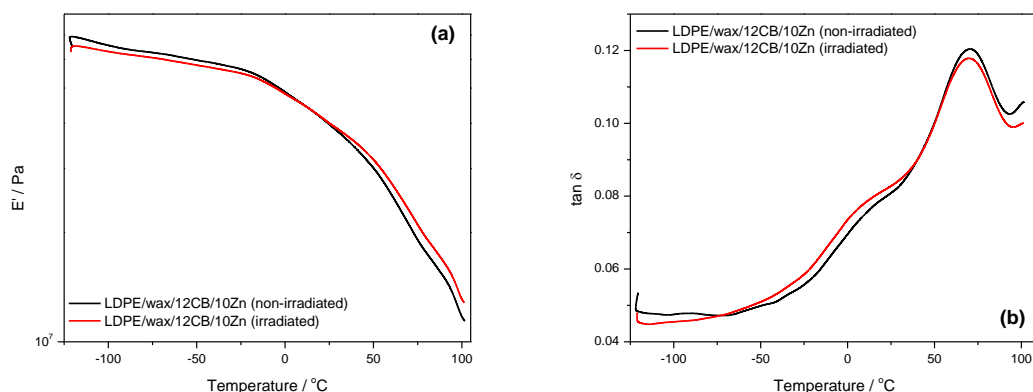 (a)
E' / Pa
LDPE/wax/12CB/10Zn (non-irradiated)
LDPE/wax/12CB/10Zn (irradiated)
10^7
-100 -50 0 50 100
Temperature / °C
LDPE/wax/12CB/10Zn (non-irradiated)
LDPE/wax/12CB/10Zn (irradiated)
0.12
0.10
tan δ
0.08
0.06
0.04
(b)
-100 -50 0 50 100
Temperature / °C